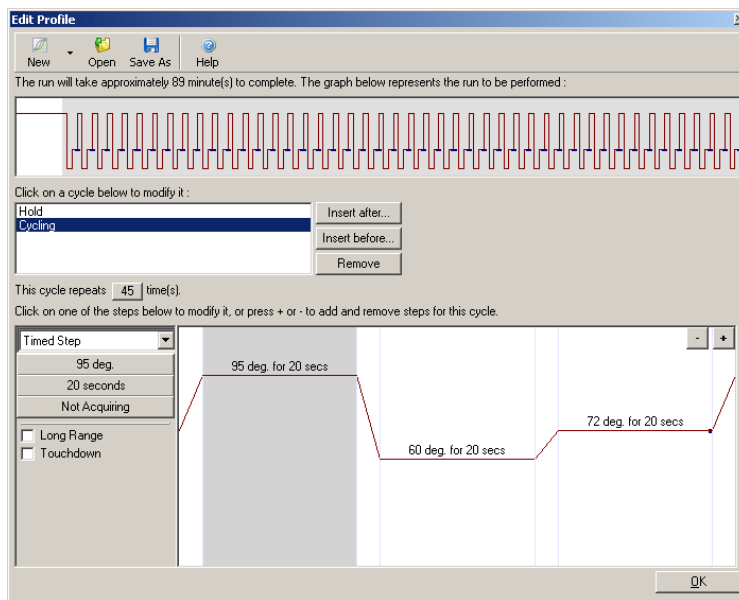 Edit Profile
New Open Save As Help
The run will take approximately 89 minute(s) to complete. The graph below represents the run to be performed :
Click on a cycle below to modify it :
Hold
Cycling
Insert after...
Insert before...
Remove
This cycle repeats 45 time(s).
Click on one of the steps below to modify it, or press + or - to add and remove steps for this cycle.
Timed Step
95 deg.
20 seconds
Not Acquiring
Long Range
Touchdown
- +
95 deg. for 20 secs
72 deg. for 20 secs
60 deg. for 20 secs
OK